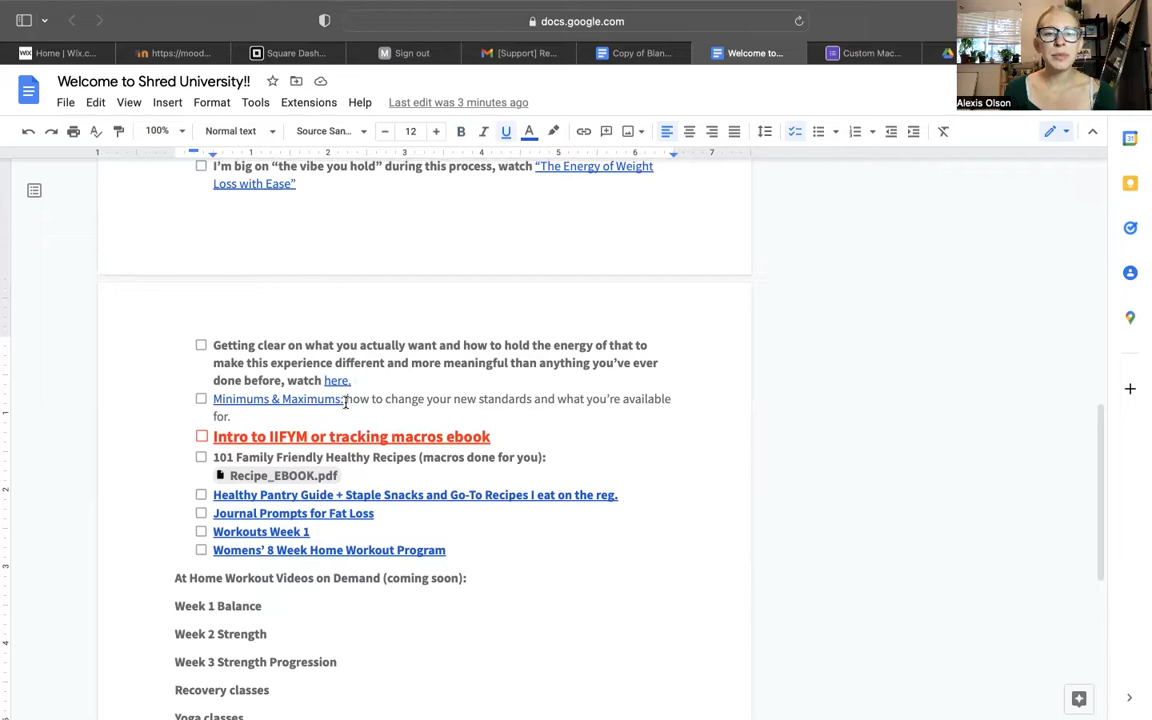 docs.google.com
Home | Wix.c...
https://mood...
Square Dash...
Sign out
[Support] Re...
Copy of Blan...
Welcome to...
Custom Mac...
Alexis Olson
Welcome to Shred University!!
File Edit View Insert Format Tools Extensions Help Last edit was 3 minutes ago
100% Normal text Source San... 12 B I U A
1 1 2 3 4 5 6 7
I'm big on “the vibe you hold” during this process, watch “The Energy of Weight
Loss with Ease”
Getting clear on what you actually want and how to hold the energy of that to
make this experience different and more meaningful than anything you've ever
done before, watch here.
Minimums & Maximums: how to change your new standards and what you're available
for.
Intro to IIFYM or tracking macros ebook
101 Family Friendly Healthy Recipes (macros done for you):
Recipe_EBOOK.pdf
Healthy Pantry Guide + Staple Snacks and Go-To Recipes I eat on the reg.
Journal Prompts for Fat Loss
Workouts Week 1
Womens’ 8 Week Home Workout Program
At Home Workout Videos on Demand (coming soon):
Week 1 Balance
Week 2 Strength
Week 3 Strength Progression
Recovery classes
Yoga classes